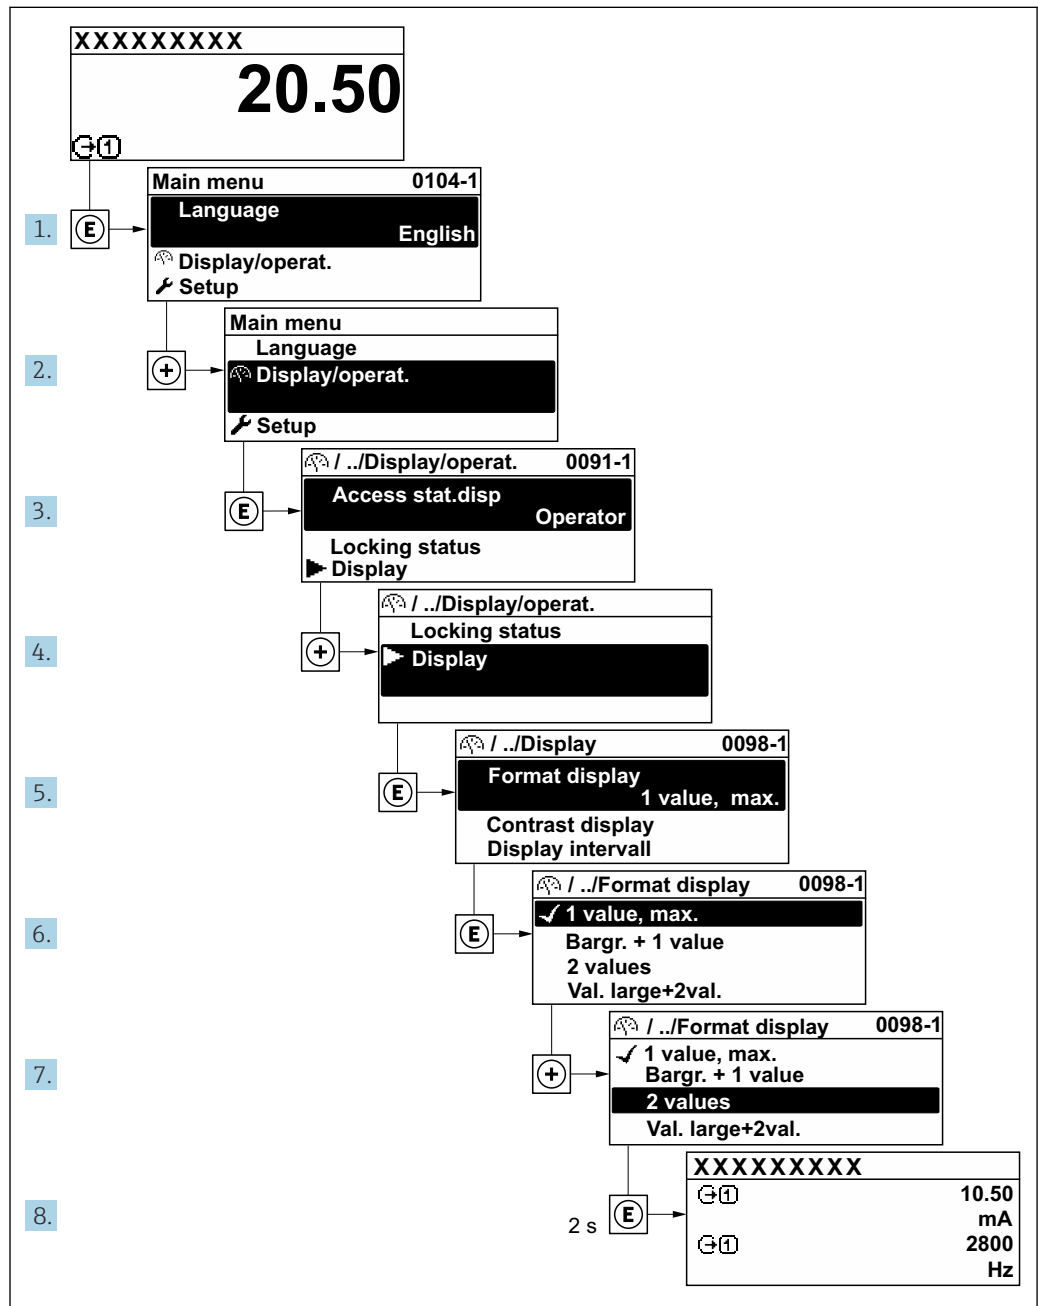 XXXXXXXXX
20.50
1
Main menu 0104-1
Language
English
1. E
Display/operat.
Setup
Main menu
Language
2. +
Display/operat.
Setup
/ ../Display/operat. 0091-1
Access stat.disp
3. E
Operator
Locking status
Display
/ ../Display/operat.
Locking status
4. +
Display
/ ../Display 0098-1
Format display
5. E
1 value, max.
Contrast display
Display intervall
/ ../Format display 0098-1
1 value, max.
6. E
Bargr. + 1 value
2 values
Val. large+2val.
/ ../Format display 0098-1
1 value, max.
7. +
Bargr. + 1 value
2 values
Val. large+2val.
XXXXXXXXX
1 10.50
8. 2 s E
mA
1 2800
Hz